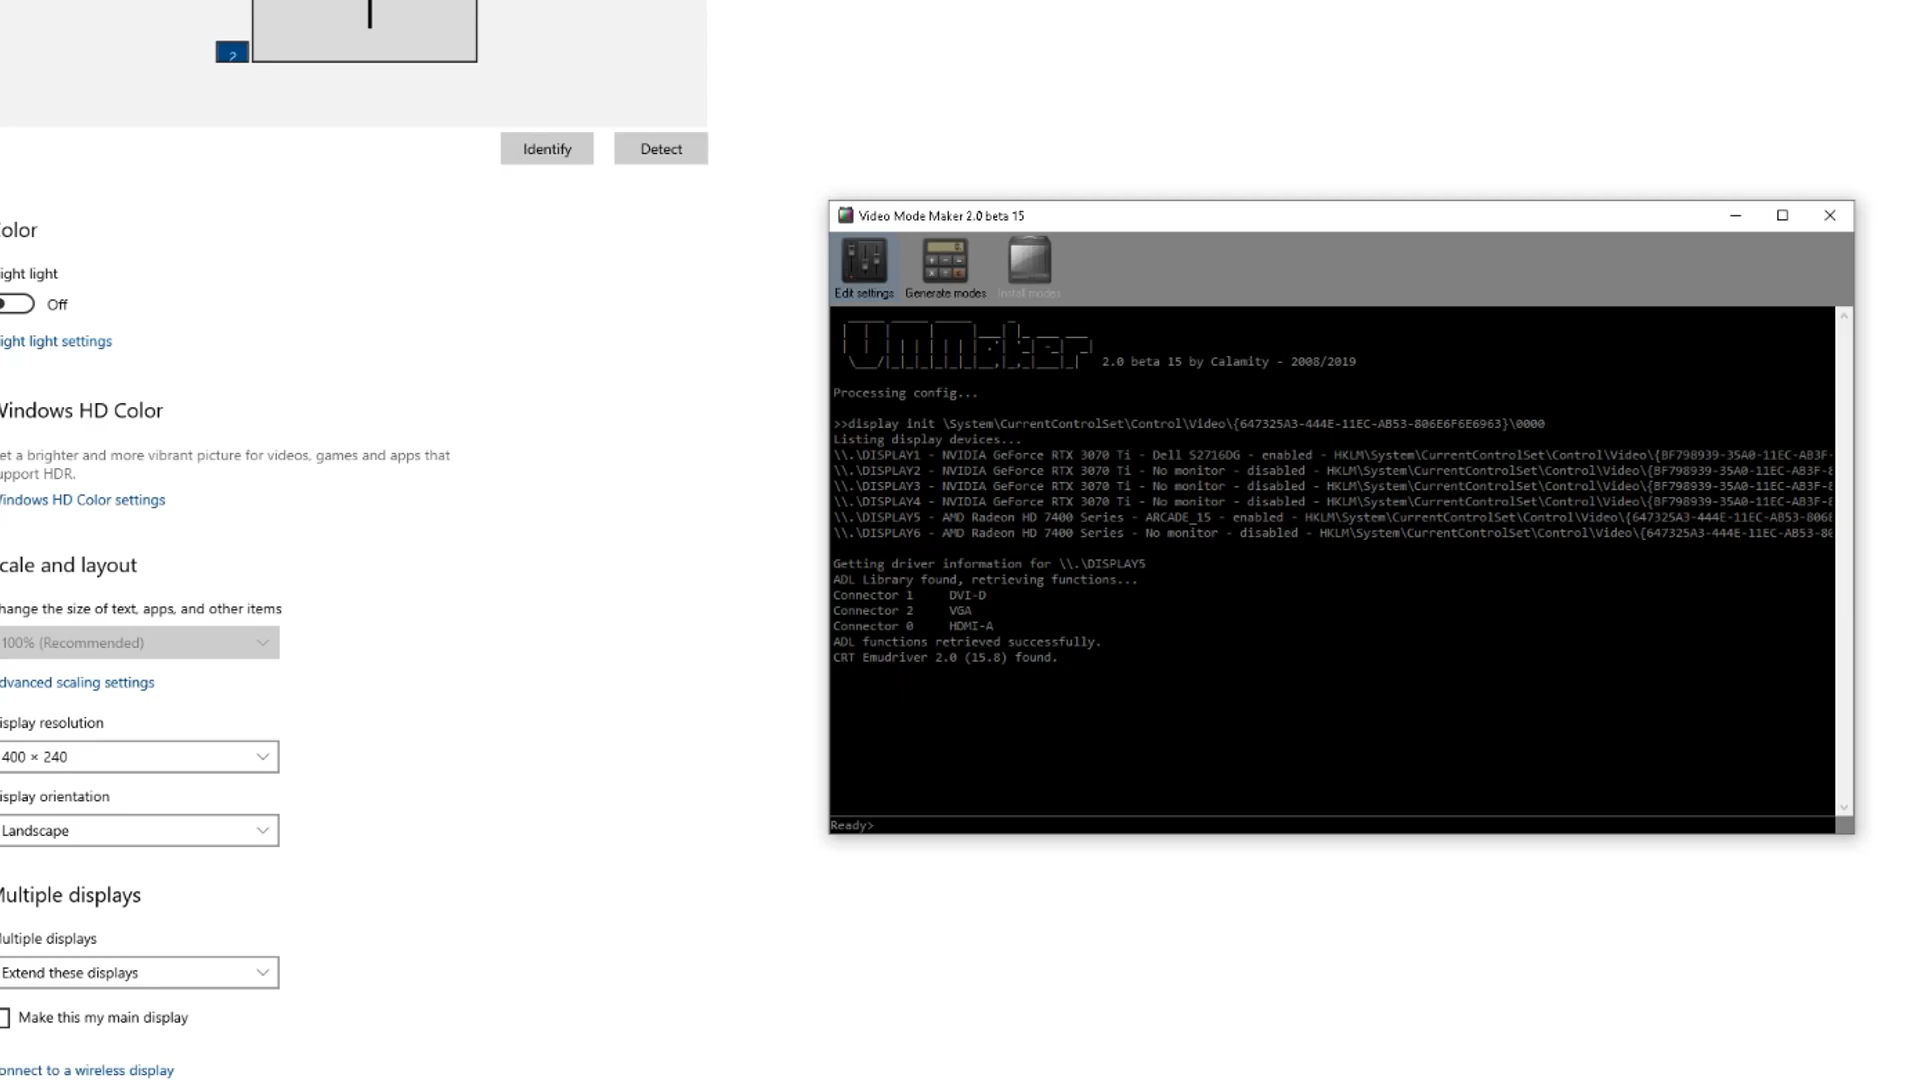 1
2
Identify
Detect
olor
ight light
Off
ight light settings
Windows HD Color
et a brighter and more vibrant picture for videos, games and apps that
upport HDR.
Windows HD Color settings
cale and layout
hange the size of text, apps, and other items
100% (Recommended)
dvanced scaling settings
isplay resolution
400 × 240
isplay orientation
Landscape
Multiple displays
ultiple displays
Extend these displays
Make this my main display
onnect to a wireless display
Video Mode Maker 2.0 beta 15
Edit settings
Generate modes
Install modes
VMMaker 2.0 beta 15 by Calamity - 2008/2019
Processing config...
>>display init \System\CurrentControlSet\Control\Video\{647325A3-444E-11EC-AB53-806E6F6E6963}\0000
Listing display devices...
\\.\DISPLAY1 - NVIDIA GeForce RTX 3070 Ti - Dell S2716DG - enabled - HKLM\System\CurrentControlSet\Control\Video\{BF798939-35A0-11EC-AB3F-
\\.\DISPLAY2 - NVIDIA GeForce RTX 3070 Ti - No monitor - disabled - HKLM\System\CurrentControlSet\Control\Video\{BF798939-35A0-11EC-AB3F-8
\\.\DISPLAY3 - NVIDIA GeForce RTX 3070 Ti - No monitor - disabled - HKLM\System\CurrentControlSet\Control\Video\{BF798939-35A0-11EC-AB3F-8
\\.\DISPLAY4 - NVIDIA GeForce RTX 3070 Ti - No monitor - disabled - HKLM\System\CurrentControlSet\Control\Video\{BF798939-35A0-11EC-AB3F-8
\\.\DISPLAY5 - AMD Radeon HD 7400 Series - ARCADE_15 - enabled - HKLM\System\CurrentControlSet\Control\Video\{647325A3-444E-11EC-AB53-806E
\\.\DISPLAY6 - AMD Radeon HD 7400 Series - No monitor - disabled - HKLM\System\CurrentControlSet\Control\Video\{647325A3-444E-11EC-AB53-80
Getting driver information for \\.\DISPLAY5
ADL Library found, retrieving functions...
Connector 1 DVI-D
Connector 2 VGA
Connector 0 HDMI-A
ADL functions retrieved successfully.
CRT Emudriver 2.0 (15.8) found.
Ready>